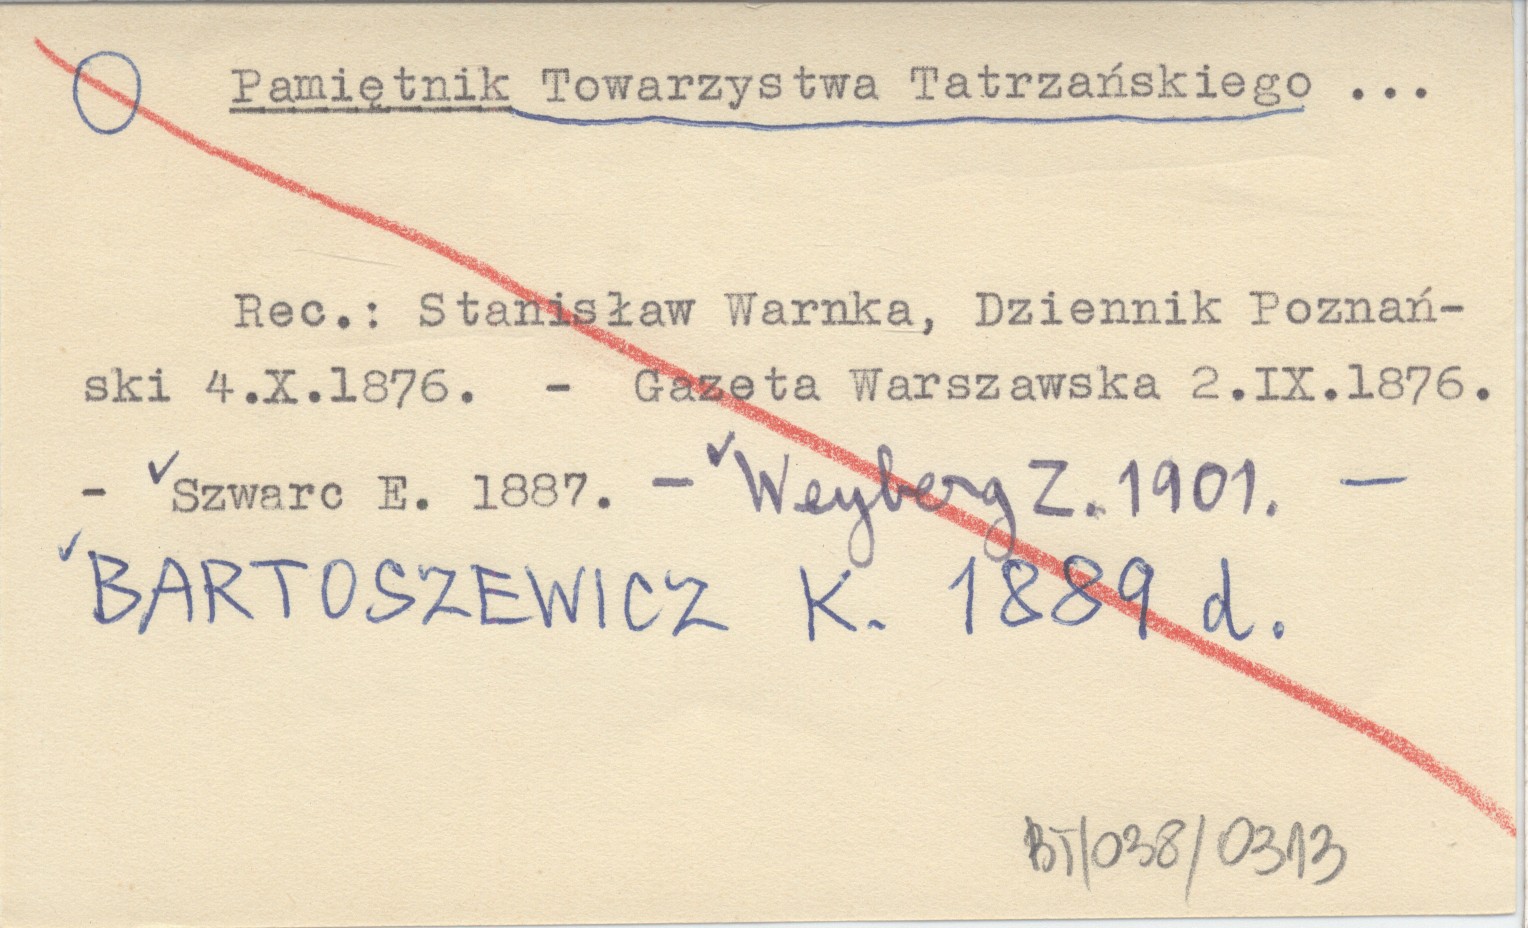 Pamiętnik Towarzystwa Tatrzańskiego ...
Rec.: Stanisław Warnka, Dziennik Poznań-
ski 4.X.1876. - Gazeta Warszawska 2.IX.1876.
- Szwarc E. 1887. - Weyberg Z. 1901. -
BARTOSZEWICZ K. 1889 d.
BT/038/0313